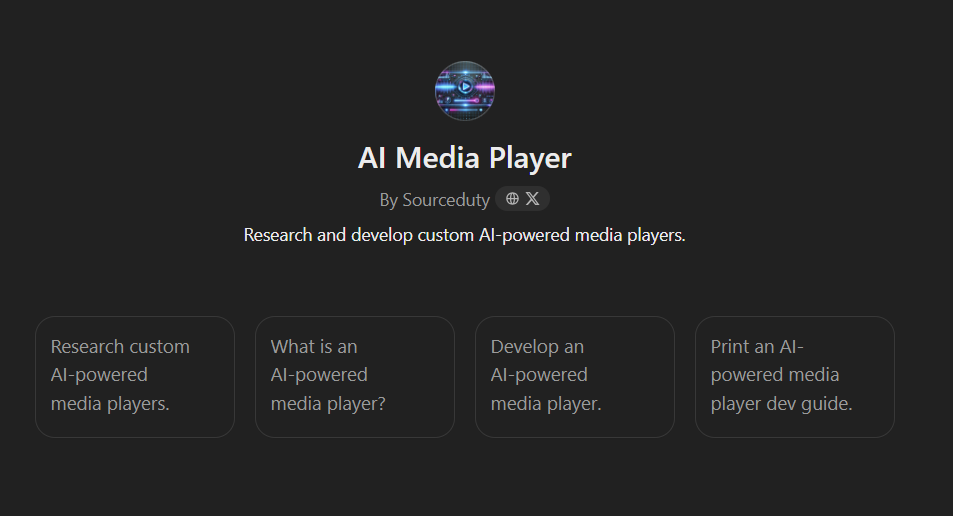 AI Media Player
By Sourceduty
Research and develop custom AI-powered media players.
Research custom
AI-powered
media players.
What is an
AI-powered
media player?
Develop an
AI-powered
media player.
Print an AI-
powered media
player dev guide.